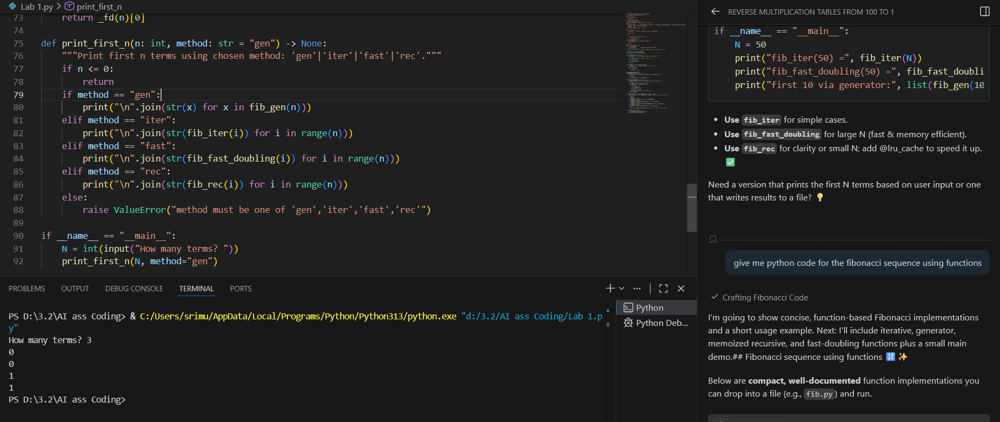 Lab 1.py > print_first_n
73 return _fd(n)[0]
74
75 def print_first_n(n: int, method: str = "gen") -> None:
76 """Print first n terms using chosen method: 'gen'|'iter'|'fast'|'rec'."""
77 if n <= 0:
78 return
79 if method == "gen":
80 print("\n".join(str(x) for x in fib_gen(n)))
81 elif method == "iter":
82 print("\n".join(str(fib_iter(i)) for i in range(n)))
83 elif method == "fast":
84 print("\n".join(str(fib_fast_doubling(i)) for i in range(n)))
85 elif method == "rec":
86 print("\n".join(str(fib_rec(i)) for i in range(n)))
87 else:
88 raise ValueError("method must be one of 'gen','iter','fast','rec'")
89
90 if __name__ == "__main__":
91 N = int(input("How many terms? "))
92 print_first_n(N, method="gen")
PROBLEMS OUTPUT DEBUG CONSOLE TERMINAL PORTS
PS D:\3.2\AI ass Coding> & C:/Users/srimu/AppData/Local/Programs/Python/Python313/python.exe "d:/3.2/AI ass Coding/Lab 1.p
y"
How many terms? 3
0
0
1
1
PS D:\3.2\AI ass Coding>
Python
Python Deb...
REVERSE MULTIPLICATION TABLES FROM 100 TO 1
if __name__ == "__main__":
N = 50
print("fib_iter(50) =", fib_iter(N))
print("fib_fast_doubling(50) =", fib_fast_doubli
print("first 10 via generator:", list(fib_gen(10
• Use fib_iter for simple cases.
• Use fib_fast_doubling for large N (fast & memory efficient).
• Use fib_rec for clarity or small N; add @lru_cache to speed it up.
✅
Need a version that prints the first N terms based on user input or one
that writes results to a file? 💡
give me python code for the fibonacci sequence using functions
✓ Crafting Fibonacci Code
I'm going to show concise, function-based Fibonacci implementations
and a short usage example. Next: I'll include iterative, generator,
memoized recursive, and fast-doubling functions plus a small main
demo.## Fibonacci sequence using functions 🔢 ✨
Below are compact, well-documented function implementations you
can drop into a file (e.g., fib.py) and run.